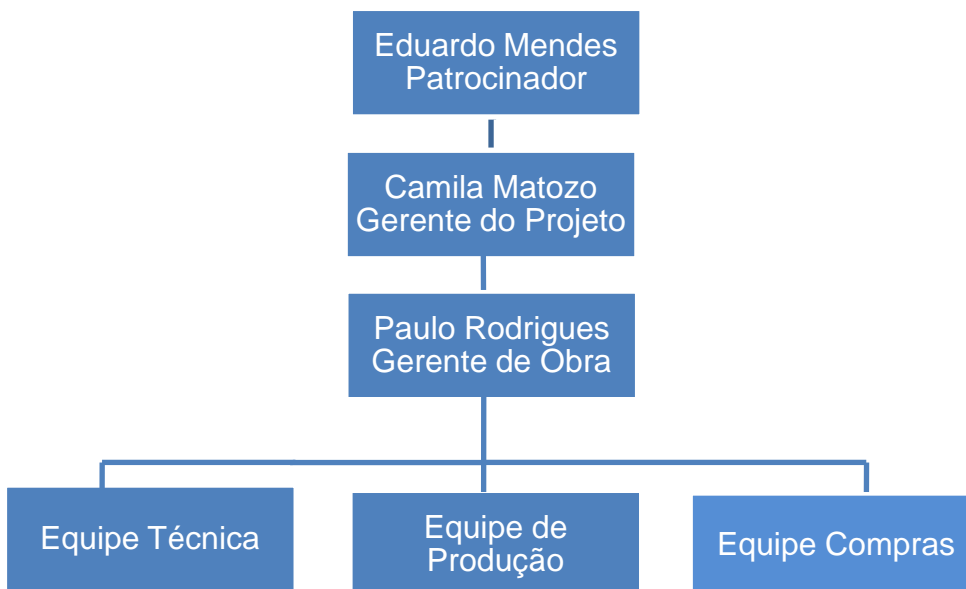 Eduardo Mendes
Patrocinador
Camila Matozo
Gerente do Projeto
Paulo Rodrigues
Gerente de Obra
Equipe Técnica
Equipe de
Produção
Equipe Compras